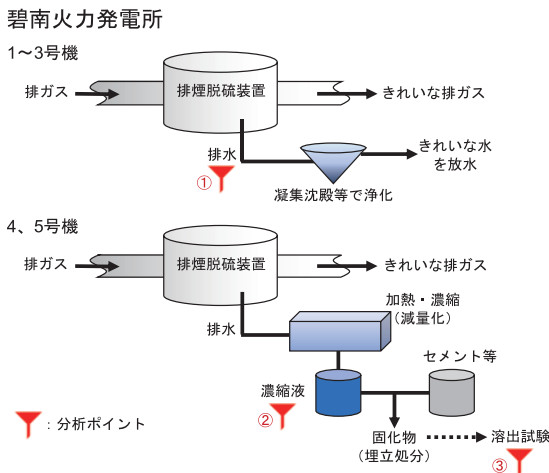 碧南火力発電所
1～3号機
排ガス
排煙脱硫装置
きれいな排ガス
排水
①
きれいな水
を放水
凝集沈殿等で浄化
4、5号機
排ガス
排煙脱硫装置
きれいな排ガス
排水
加熱・濃縮
（減量化）
濃縮液
②
セメント等
：分析ポイント
固化物
（埋立処分）
溶出試験
③